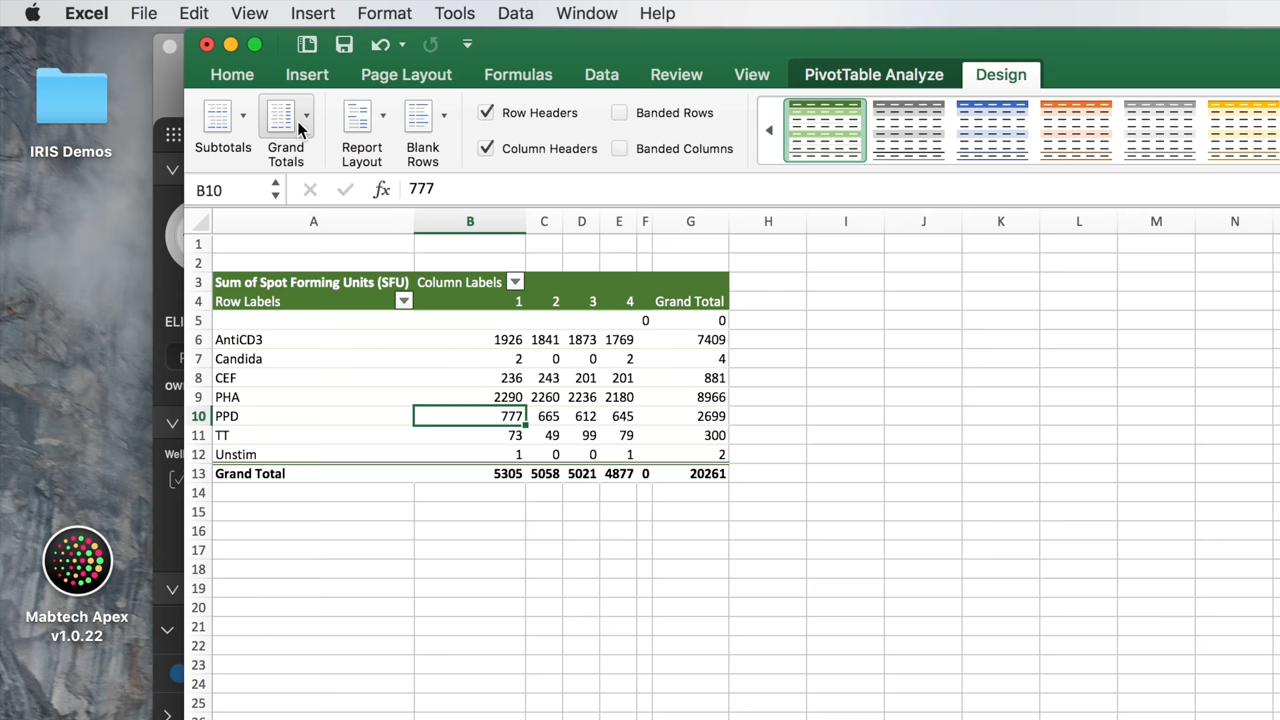 Excel File Edit View Insert Format Tools Data Window Help
IRIS Demos
Home Insert Page Layout Formulas Data Review View PivotTable Analyze Design
Subtotals
Grand Totals
Report Layout
Blank Rows
Row Headers Banded Rows
Column Headers Banded Columns
B10 fx 777
A B C D E F G H I J K L M N
1
2
3 Sum of Spot Forming Units (SFU) Column Labels
4 Row Labels 1 2 3 4 Grand Total
5 0 0
6 AntiCD3 1926 1841 1873 1769 7409
7 Candida 2 0 0 2 4
8 CEF 236 243 201 201 881
9 PHA 2290 2260 2236 2180 8966
10 PPD 777 665 612 645 2699
11 TT 73 49 99 79 300
12 Unstim 1 0 0 1 2
13 Grand Total 5305 5058 5021 4877 0 20261
14
15
16
17
18
19
20
21
22
23
24
25
Mabtech Apex
v1.0.22